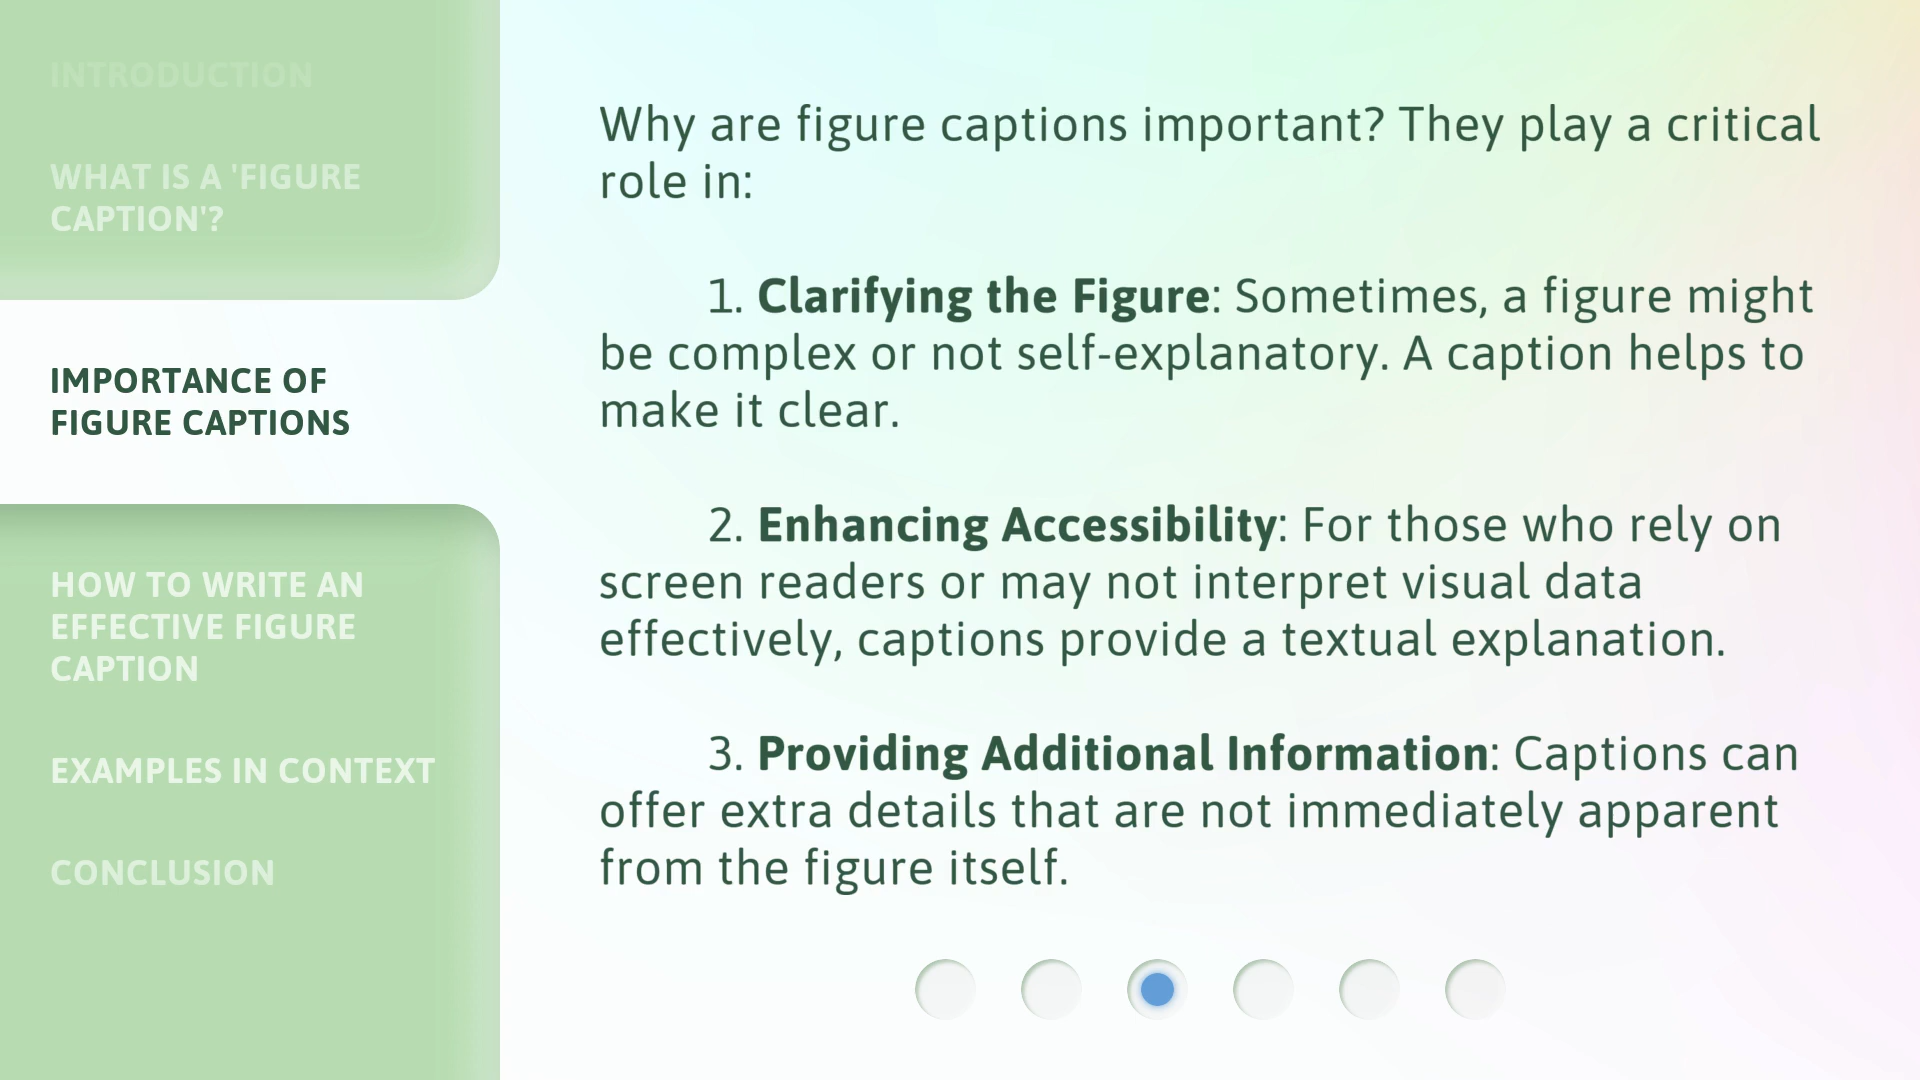 INTRODUCTION
WHAT IS A 'FIGURE
CAPTION'?
IMPORTANCE OF
FIGURE CAPTIONS
HOW TO WRITE AN
EFFECTIVE FIGURE
CAPTION
EXAMPLES IN CONTEXT
CONCLUSION
Why are figure captions important? They play a critical
role in:
1. Clarifying the Figure: Sometimes, a figure might
be complex or not self-explanatory. A caption helps to
make it clear.
2. Enhancing Accessibility: For those who rely on
screen readers or may not interpret visual data
effectively, captions provide a textual explanation.
3. Providing Additional Information: Captions can
offer extra details that are not immediately apparent
from the figure itself.